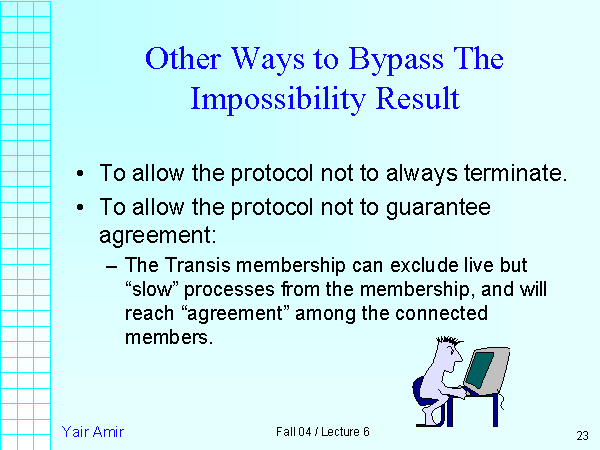 Other Ways to Bypass The
Impossibility Result
• To allow the protocol not to always terminate.
• To allow the protocol not to guarantee
agreement:
– The Transis membership can exclude live but
“slow” processes from the membership, and will
reach “agreement” among the connected
members.
Yair Amir
Fall 04 / Lecture 6
23